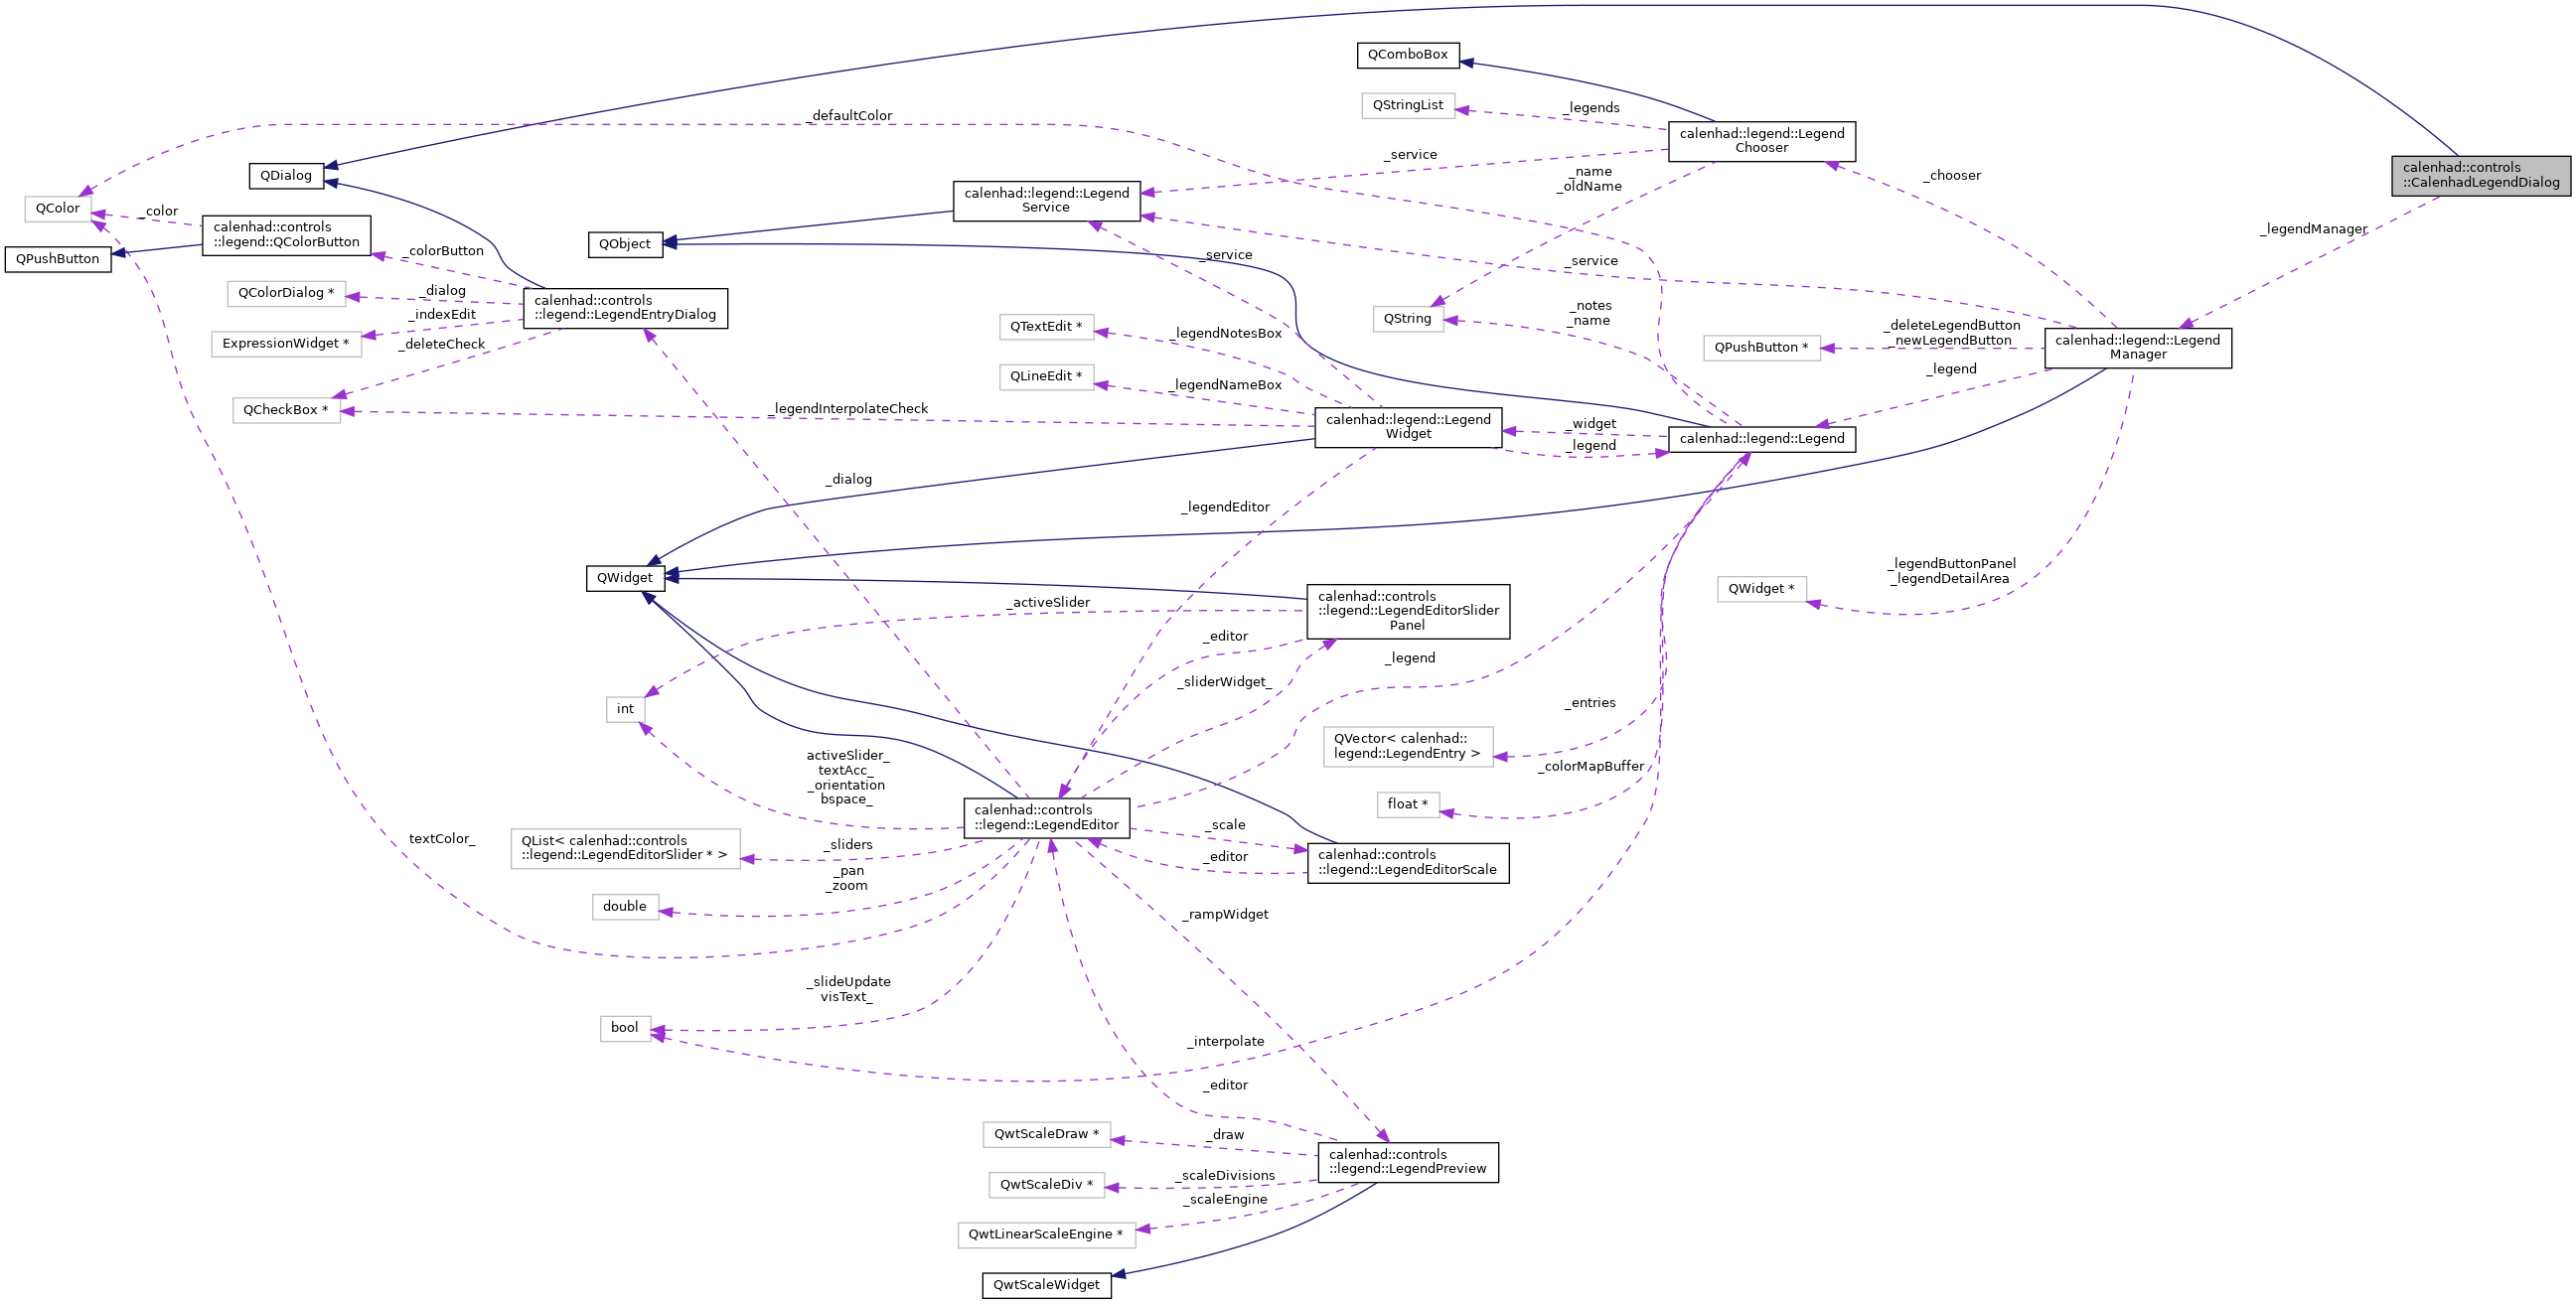 QComboBox
QStringList
_legends
_defaultColor
calenhad::legend::Legend
Chooser
_service
calenhad::controls
::CalenhadLegendDialog
QDialog
_name
_oldName
_chooser
calenhad::legend::Legend
Service
QColor
_color
calenhad::controls
::legend::QColorButton
_legendManager
QPushButton
QObject
_colorButton
_service
_service
QColorDialog *
_dialog
calenhad::controls
::legend::LegendEntryDialog
_indexEdit
ExpressionWidget *
_deleteCheck
QTextEdit *
_legendNotesBox
QString
_notes
_name
QPushButton *
_deleteLegendButton
_newLegendButton
calenhad::legend::Legend
Manager
QLineEdit *
_legendNameBox
_legend
QCheckBox *
_legendInterpolateCheck
calenhad::legend::Legend
Widget
_widget
_legend
calenhad::legend::Legend
_dialog
_legendEditor
QWidget
_legendButtonPanel
_legendDetailArea
QWidget *
_activeSlider
calenhad::controls
::legend::LegendEditorSlider
Panel
_editor
_legend
_sliderWidget_
int
_entries
QVector< calenhad::
legend::LegendEntry >
activeSlider_
textAcc_
_orientation
bspace_
_colorMapBuffer
float *
calenhad::controls
::legend::LegendEditor
textColor_
QList< calenhad::controls
::legend::LegendEditorSlider * >
_sliders
_scale
_editor
calenhad::controls
::legend::LegendEditorScale
_pan
_zoom
double
_rampWidget
_slideUpdate
visText_
bool
_interpolate
_editor
QwtScaleDraw *
_draw
calenhad::controls
::legend::LegendPreview
QwtScaleDiv *
_scaleDivisions
_scaleEngine
QwtLinearScaleEngine *
QwtScaleWidget